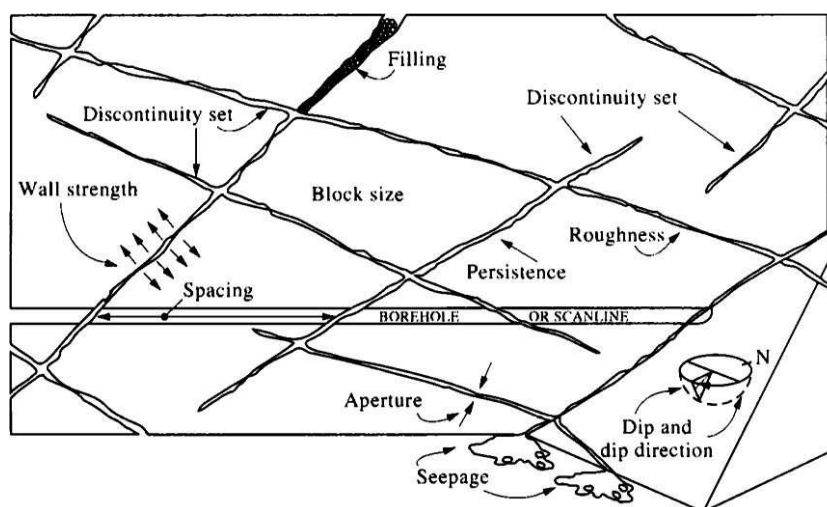 Filling
Discontinuity set
Discontinuity set
Wall strength
Block size
Roughness
Persistence
Spacing
BOREHOLE OR SCANLINE
N
Aperture
Dip and
dip direction
Seepage